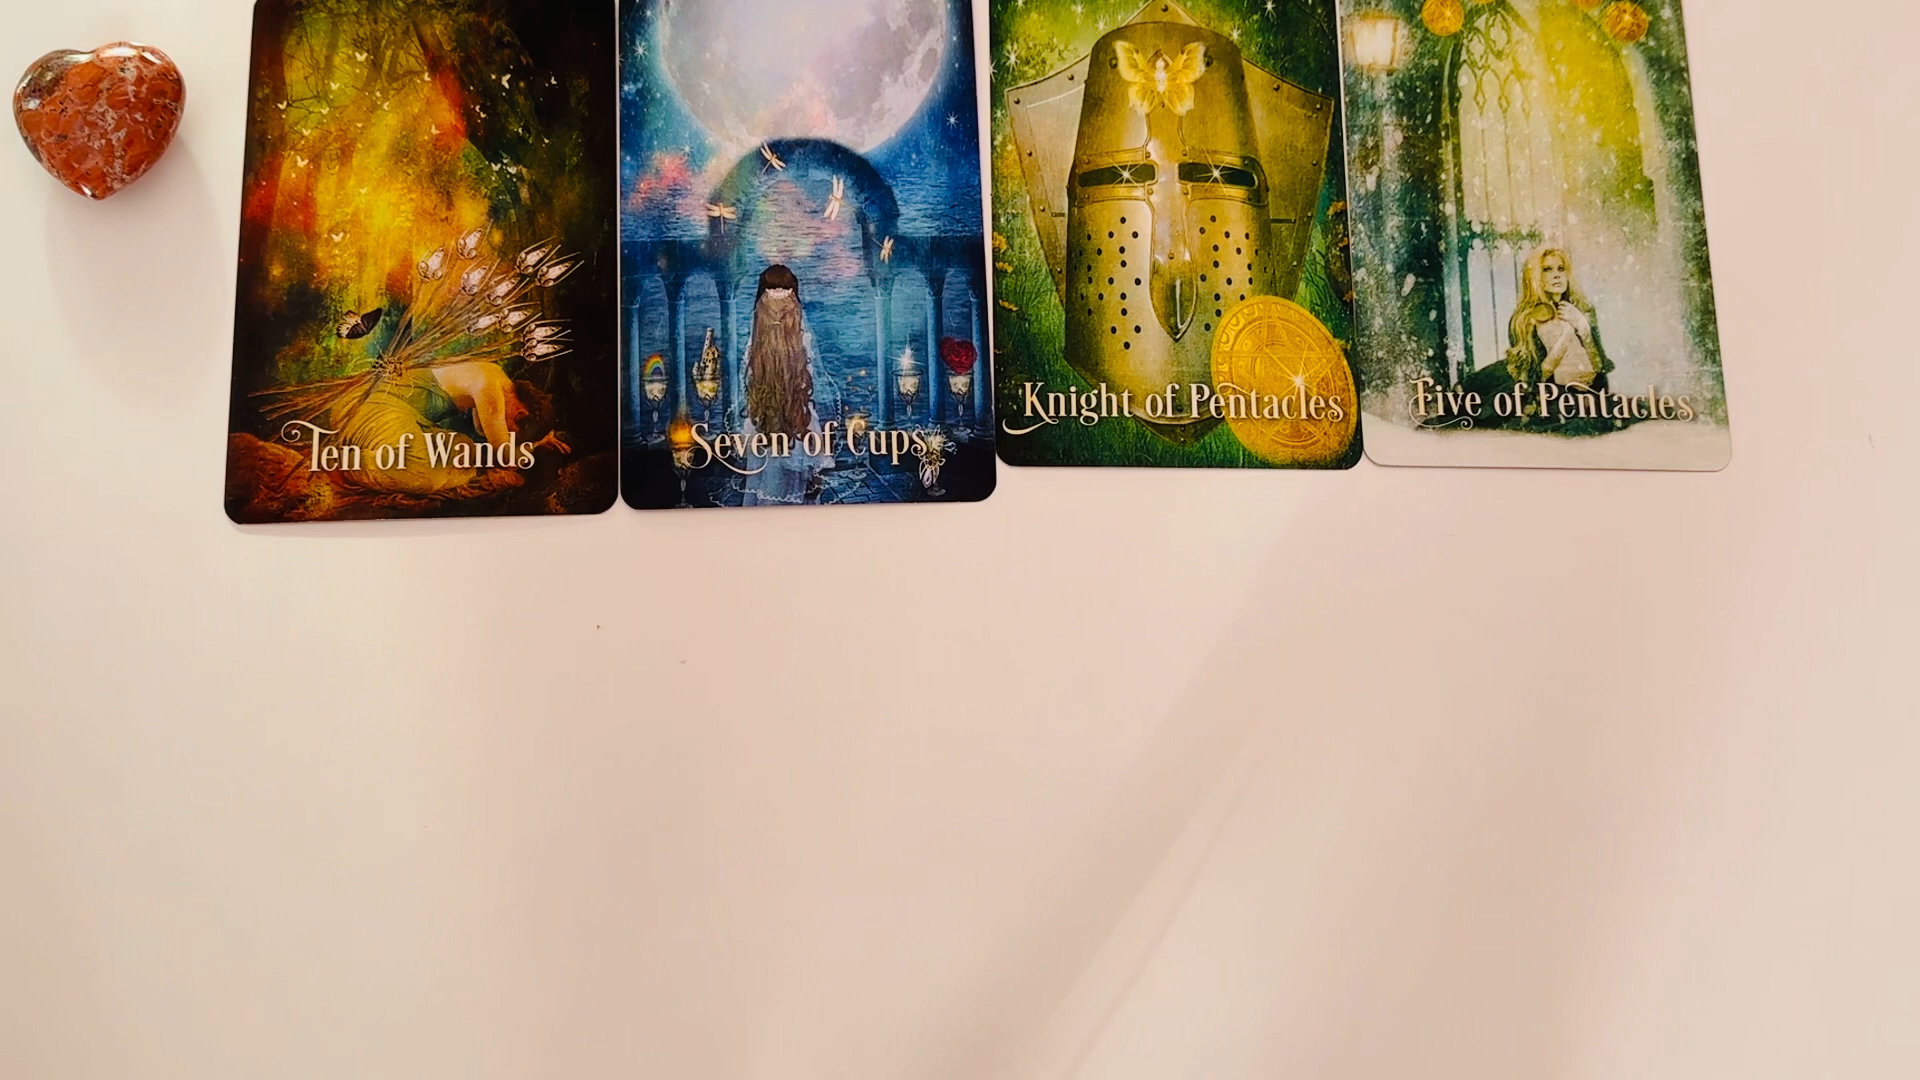 Ten of Wands
Seven of Cups
Knight of Pentacles
Five of Pentacles